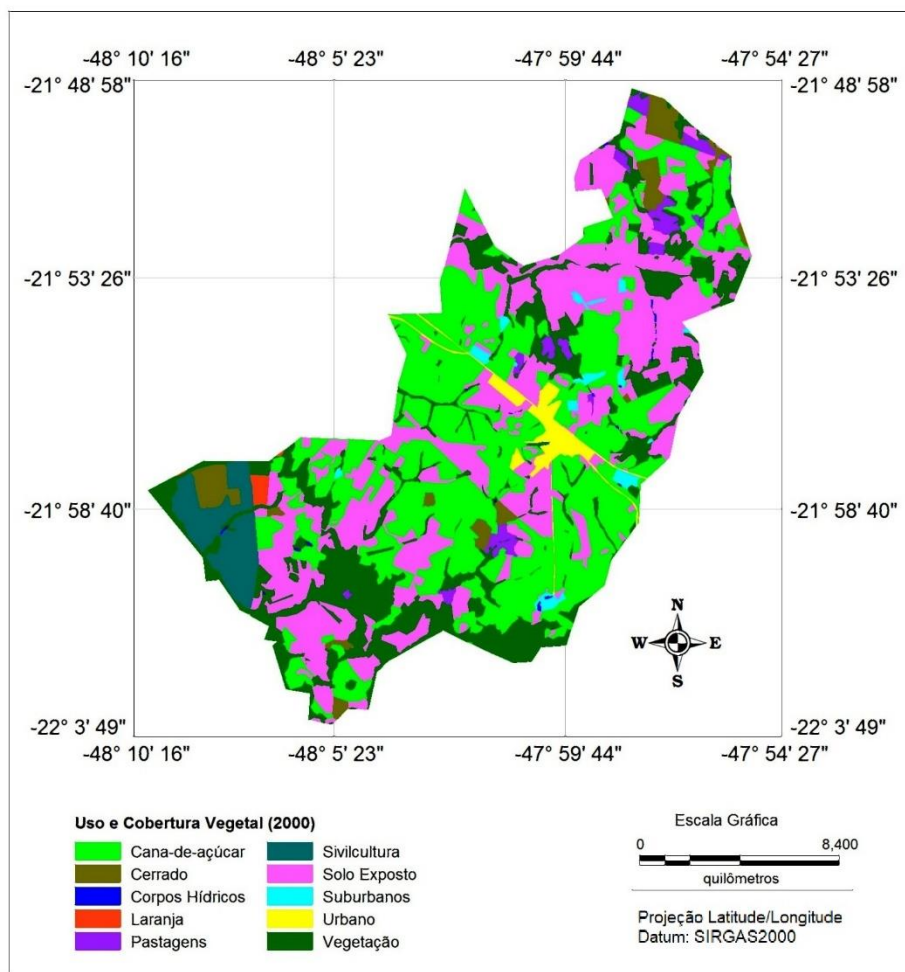 -48° 10' 16" -48° 5' 23" -47° 59' 44" -47° 54' 27"
-21° 48' 58" -21° 48' 58"
-21° 53' 26" -21° 53' 26"
-21° 58' 40" -21° 58' 40"
N
W E
S
-22° 3' 49" -22° 3' 49"
-48° 10' 16" -48° 5' 23" -47° 59' 44" -47° 54' 27"
Uso e Cobertura Vegetal (2000)
Cana-de-açúcar Sivilcultura
Cerrado Solo Exposto
Corpos Hídricos Suburbanos
Laranja Urbano
Pastagens Vegetação
Escala Gráfica
0 8,400
quilômetros
Projeção Latitude/Longitude
Datum: SIRGAS2000